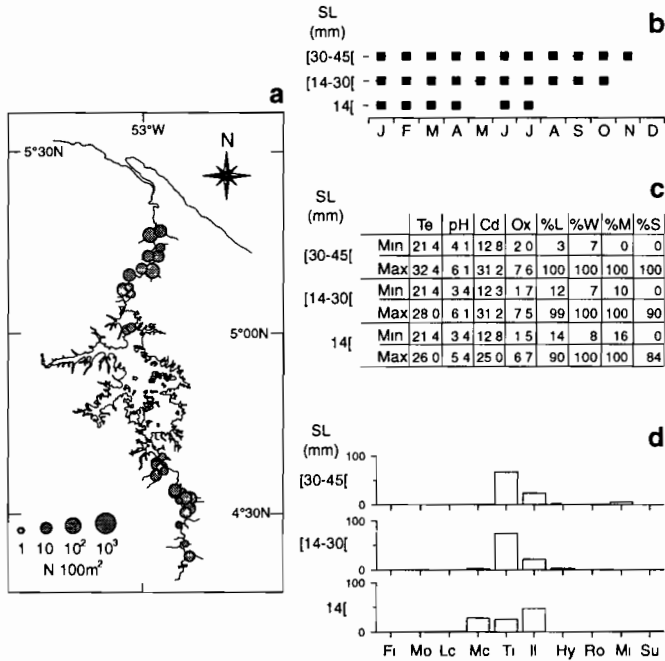 a
53°W
N
5°30N
5°00N
4°30N
1 10 10² 10³
N 100m²
b
SL
(mm)
[30-45[
[14-30[
14[
J F M A M J J A S O N D
c
SL
(mm)
Te pH Cd Ox %L %W %M %S
[30-45[
Min 21 4 4 1 12 8 2 0 3 7 0 0
Max 32 4 6 1 31 2 7 6 100 100 100 100
[14-30[
Min 21 4 3 4 12 3 1 7 12 7 10 0
Max 28 0 6 1 31 2 7 5 99 100 100 90
14[
Min 21 4 3 4 12 8 1 5 14 8 16 0
Max 26 0 5 4 25 0 6 7 90 100 100 84
d
SL
(mm)
100
[30-45[
0
100
[14-30[
0
100
14[
0
Fi Mo Lc Mc Ti Il Hy Ro Mi Su